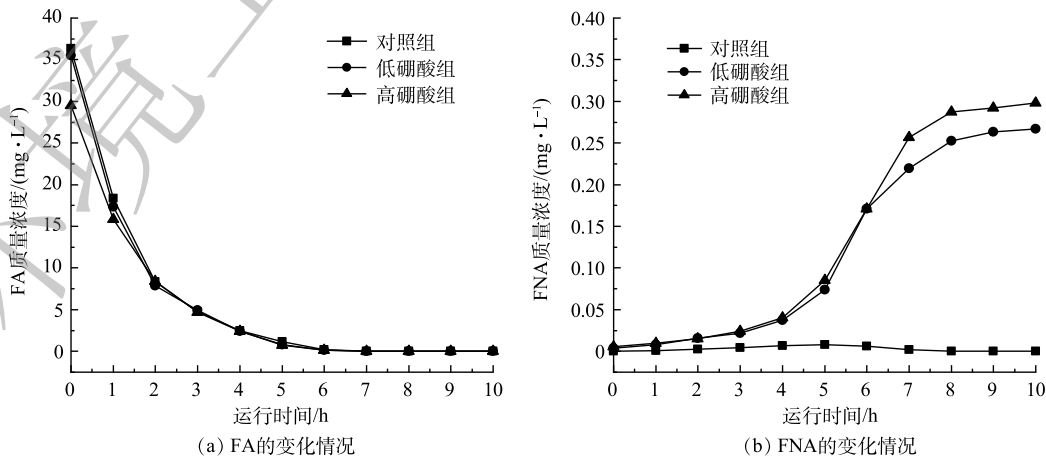 40
35
30
25
20
15
10
5
0
FA质量浓度/(mg·L⁻¹)
对照组
低硼酸组
高硼酸组
0 1 2 3 4 5 6 7 8 9 10
运行时间/h
(a) FA的变化情况
0.40
0.35
0.30
0.25
0.20
0.15
0.10
0.05
0
FNA质量浓度/(mg·L⁻¹)
对照组
低硼酸组
高硼酸组
0 1 2 3 4 5 6 7 8 9 10
运行时间/h
(b) FNA的变化情况